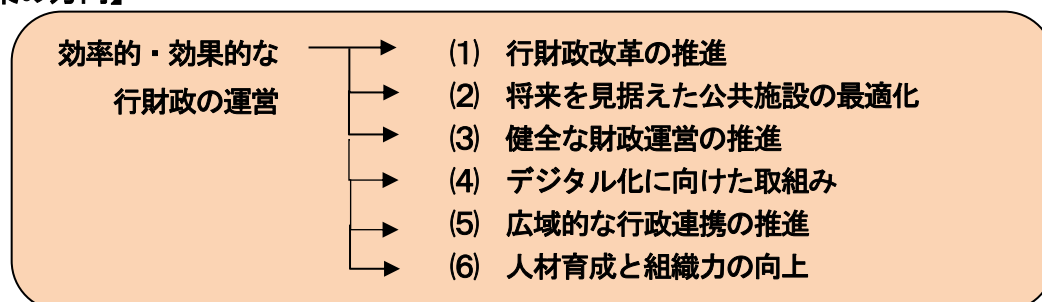 効率的・効果的な
行財政の運営
(1) 行財政改革の推進
(2) 将来を見据えた公共施設の最適化
(3) 健全な財政運営の推進
(4) デジタル化に向けた取組み
(5) 広域的な行政連携の推進
(6) 人材育成と組織力の向上